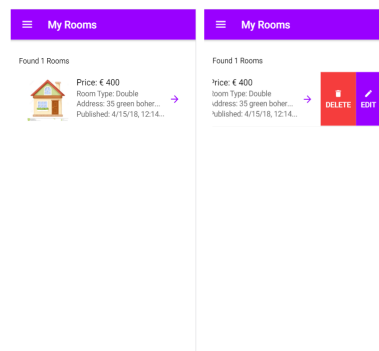 My Rooms
Found 1 Rooms
Price: € 400
Room Type: Double
Address: 35 green boher...
Published: 4/15/18, 12:14...
My Rooms
Found 1 Rooms
Price: € 400
Room Type: Double
Address: 35 green boher...
Published: 4/15/18, 12:14...
DELETE
EDIT